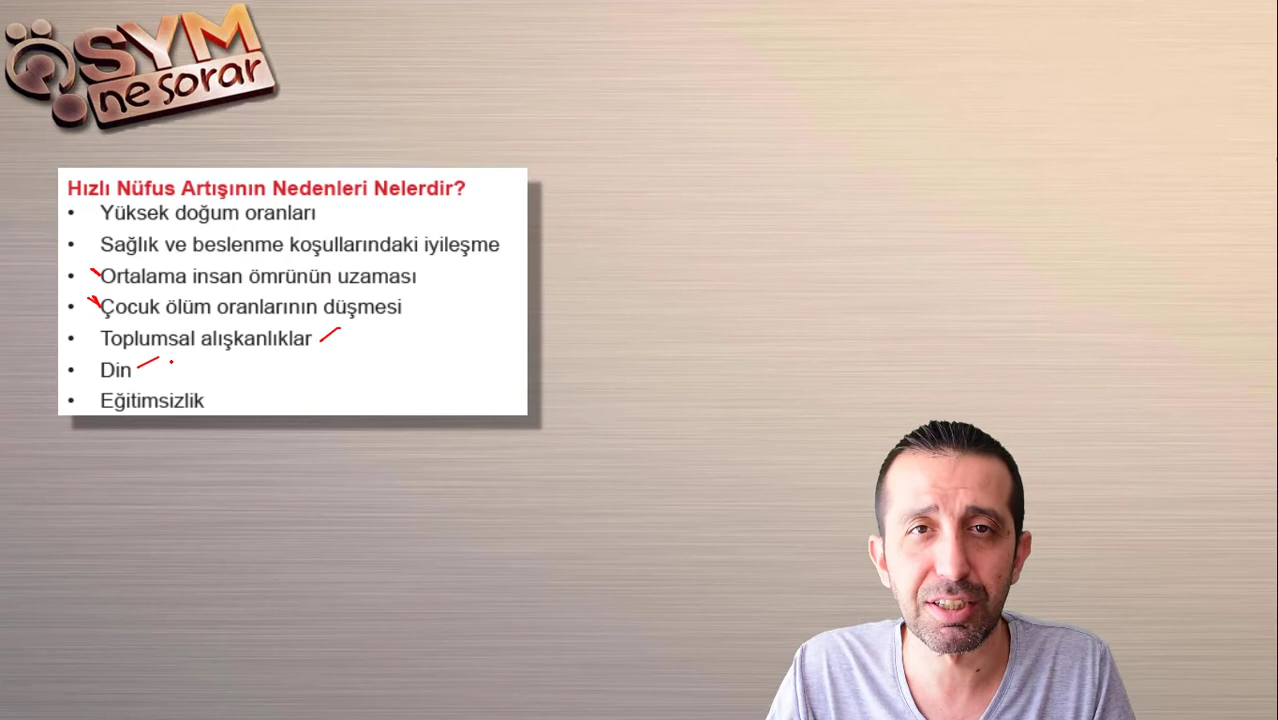 ÖSYM
ne sorar
Hızlı Nüfus Artışının Nedenleri Nelerdir?
• Yüksek doğum oranları
• Sağlık ve beslenme koşullarındaki iyileşme
• Ortalama insan ömrünün uzaması
• Çocuk ölüm oranlarının düşmesi
• Toplumsal alışkanlıklar
• Din
• Eğitimsizlik